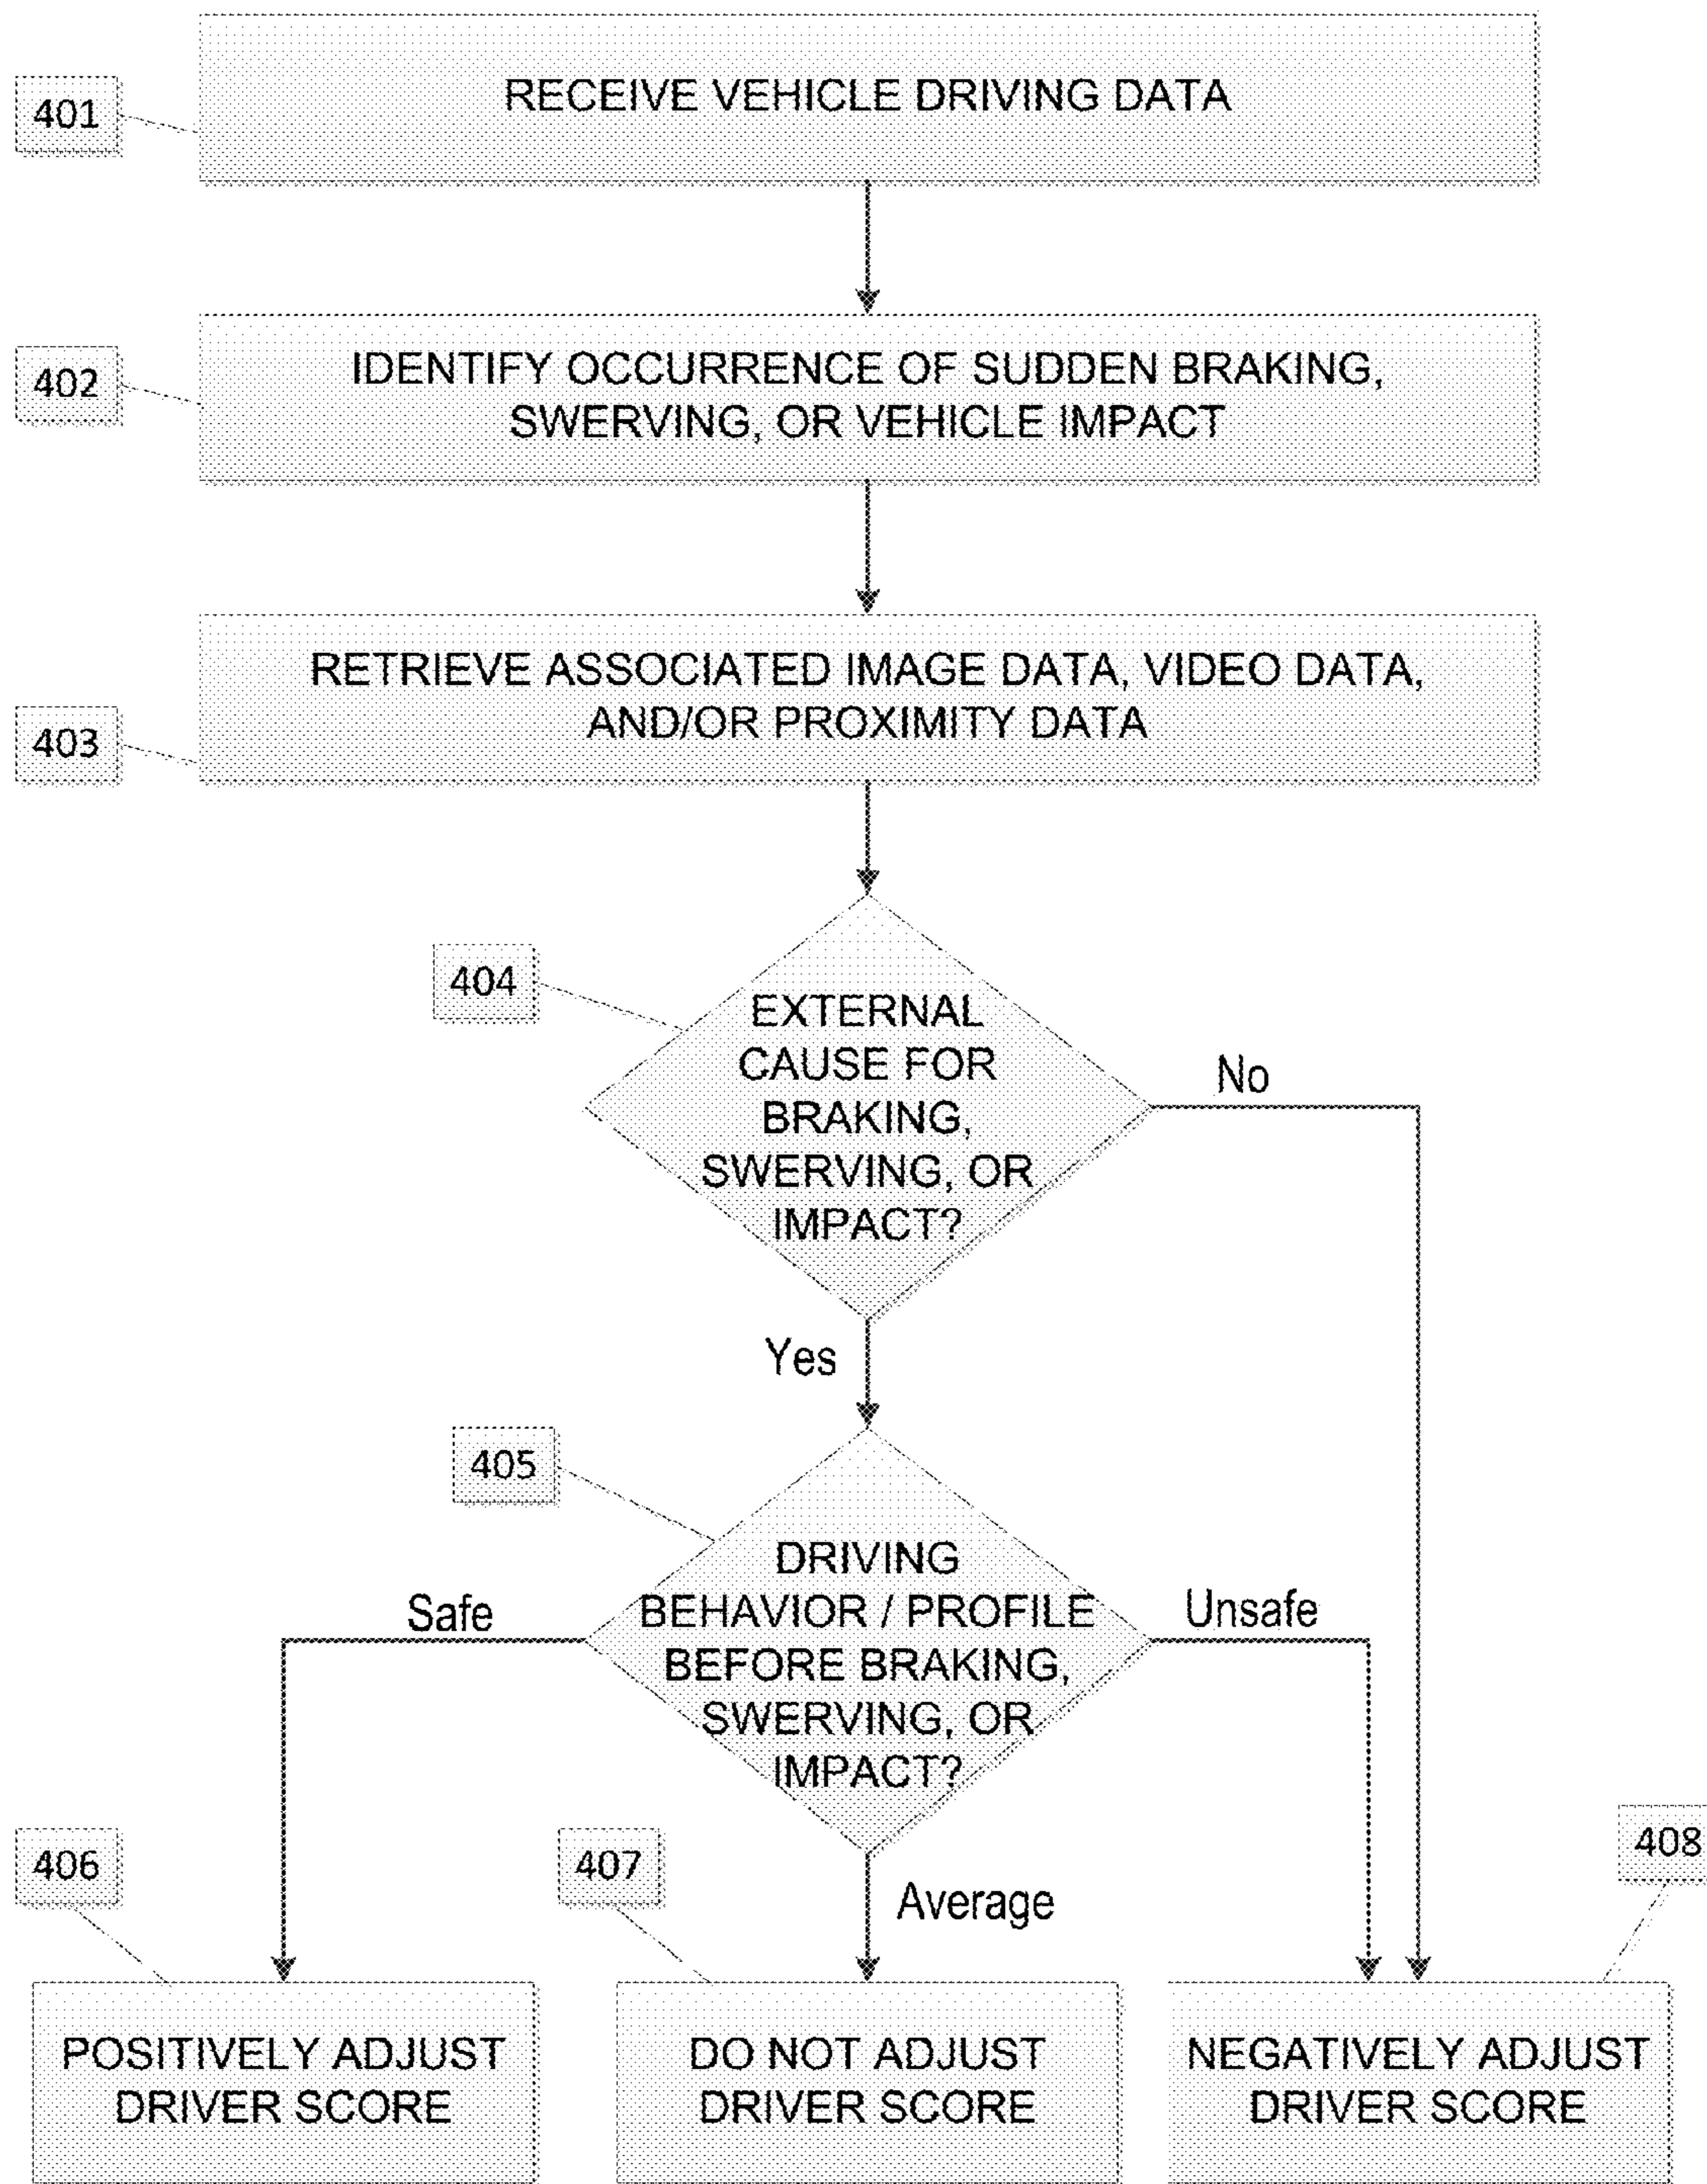 401
RECEIVE VEHICLE DRIVING DATA
402
IDENTIFY OCCURRENCE OF SUDDEN BRAKING,
SWERVING, OR VEHICLE IMPACT
403
RETRIEVE ASSOCIATED IMAGE DATA, VIDEO DATA,
AND/OR PROXIMITY DATA
404
EXTERNAL
CAUSE FOR
BRAKING,
SWERVING, OR
IMPACT?
No
Yes
405
DRIVING
BEHAVIOR / PROFILE
BEFORE BRAKING,
SWERVING, OR
IMPACT?
Safe
Unsafe
Average
406
POSITIVELY ADJUST
DRIVER SCORE
407
DO NOT ADJUST
DRIVER SCORE
408
NEGATIVELY ADJUST
DRIVER SCORE